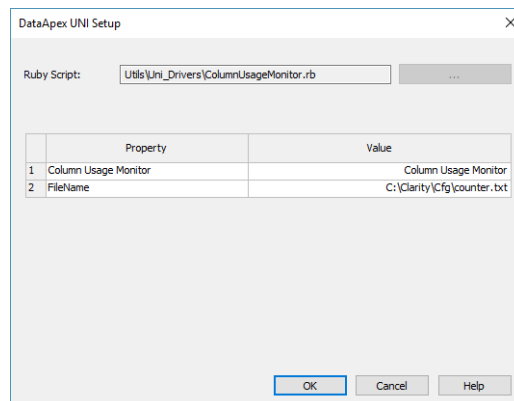 DataApex UNI Setup
Ruby Script: Utils\Uni_Drivers\ColumnUsageMonitor.rb ...
Property Value
1 Column Usage Monitor Column Usage Monitor
2 FileName C:\Clarity\Cfg\counter.txt
OK Cancel Help